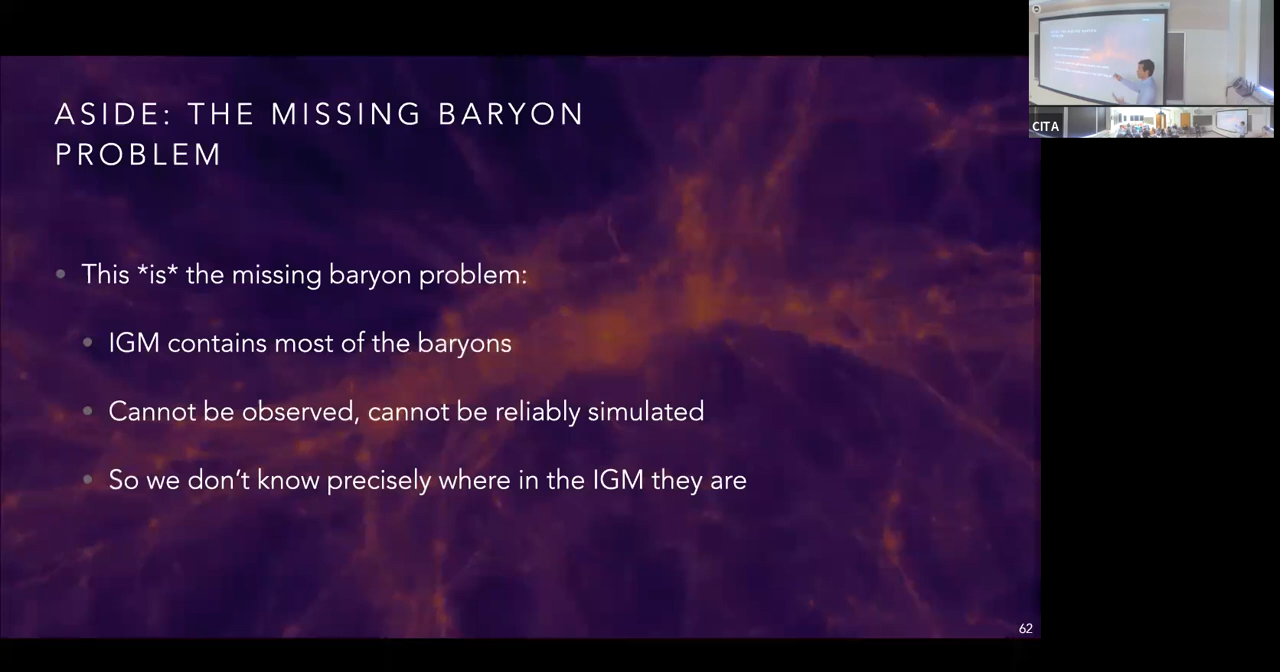 ASIDE: THE MISSING BARYON
PROBLEM
• This *is* the missing baryon problem:
• IGM contains most of the baryons
• Cannot be observed, cannot be reliably simulated
• So we don't know precisely where in the IGM they are
62
CITA